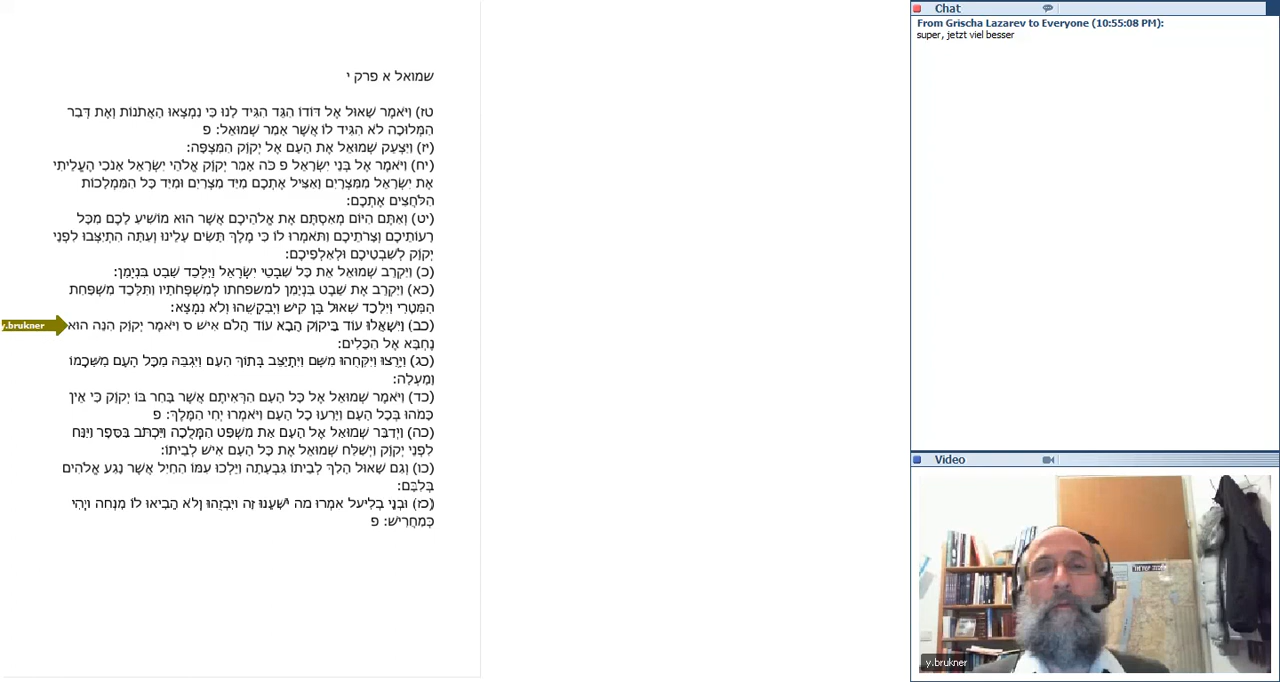 שמואל א פרק י
(טז) וַיֹּאמֶר שָׁאוּל אֶל דּוֹדוֹ הַגֵּד הִגִּיד לָנוּ כִּי נִמְצְאוּ הָאֲתֹנוֹת וְאֶת דְּבַר
הַמְּלוּכָה לֹא הִגִּיד לוֹ אֲשֶׁר אָמַר שְׁמוּאֵל: פ
(יז) וַיַּצְעֵק שְׁמוּאֵל אֶת הָעָם אֶל יְקֹוָק הַמִּצְפָּה:
(יח) וַיֹּאמֶר אֶל בְּנֵי יִשְׂרָאֵל פ כֹּה אָמַר יְקֹוָק אֱלֹהֵי יִשְׂרָאֵל אָנֹכִי הֶעֱלֵיתִי
אֶת יִשְׂרָאֵל מִמִּצְרָיִם וָאַצִּיל אֶתְכֶם מִיַּד מִצְרַיִם וּמִיַּד כָּל הַמַּמְלָכוֹת
הַלֹּחֲצִים אֶתְכֶם:
(יט) וְאַתֶּם הַיּוֹם מְאַסְתֶּם אֶת אֱלֹהֵיכֶם אֲשֶׁר הוּא מוֹשִׁיעַ לָכֶם מִכָּל
רָעוֹתֵיכֶם וְצָרֹתֵיכֶם וַתֹּאמְרוּ לוֹ כִּי מֶלֶךְ תָּשִׂים עָלֵינוּ וְעַתָּה הִתְיַצְּבוּ לִפְנֵי
יְקֹוָק לְשִׁבְטֵיכֶם וּלְאַלְפֵיכֶם:
(כ) וַיַּקְרֵב שְׁמוּאֵל אֵת כָּל שִׁבְטֵי יִשְׂרָאֵל וַיִּלָּכֵד שֵׁבֶט בִּנְיָמִן:
(כא) וַיַּקְרֵב אֶת שֵׁבֶט בִּנְיָמִן למשפחתו לְמִשְׁפְּחֹתָיו וַתִּלָּכֵד מִשְׁפַּחַת
הַמַּטְרִי וַיִּלָּכֵד שָׁאוּל בֶּן קִישׁ וַיְבַקְשֻׁהוּ וְלֹא נִמְצָא:
(כב) וַיִּשְׁאֲלוּ עוֹד בַּיקֹוָק הֲבָא עוֹד הֲלֹם אִישׁ ס וַיֹּאמֶר יְקֹוָק הִנֵּה הוּא
נֶחְבָּא אֶל הַכֵּלִים:
(כג) וַיָּרֻצוּ וַיִּקָּחֻהוּ מִשָּׁם וַיִּתְיַצֵּב בְּתוֹךְ הָעָם וַיִּגְבַּהּ מִכָּל הָעָם מִשִּׁכְמוֹ
וָמָעְלָה:
(כד) וַיֹּאמֶר שְׁמוּאֵל אֶל כָּל הָעָם הַרְּאִיתֶם אֲשֶׁר בָּחַר בּוֹ יְקֹוָק כִּי אֵין
כָּמֹהוּ בְּכָל הָעָם וַיָּרִעוּ כָל הָעָם וַיֹּאמְרוּ יְחִי הַמֶּלֶךְ: פ
(כה) וַיְדַבֵּר שְׁמוּאֵל אֶל הָעָם אֵת מִשְׁפַּט הַמְּלֻכָה וַיִּכְתֹּב בַּסֵּפֶר וַיַּנַּח
לִפְנֵי יְקֹוָק וַיְשַׁלַּח שְׁמוּאֵל אֶת כָּל הָעָם אִישׁ לְבֵיתוֹ:
(כו) וְגַם שָׁאוּל הָלַךְ לְבֵיתוֹ גִּבְעָתָה וַיֵּלְכוּ עִמּוֹ הַחַיִל אֲשֶׁר נָגַע אֱלֹהִים
בְּלִבָּם:
(כז) וּבְנֵי בְלִיַּעַל אָמְרוּ מַה יֹּשִׁעֵנוּ זֶה וַיִּבְזֻהוּ וְלֹא הֵבִיאוּ לוֹ מִנְחָה וַיְהִי
כְּמַחֲרִישׁ: פ
y.brukner
Chat
From Grischa Lazarev to Everyone (10:55:08 PM):
super, jetzt viel besser
Video
y.brukner